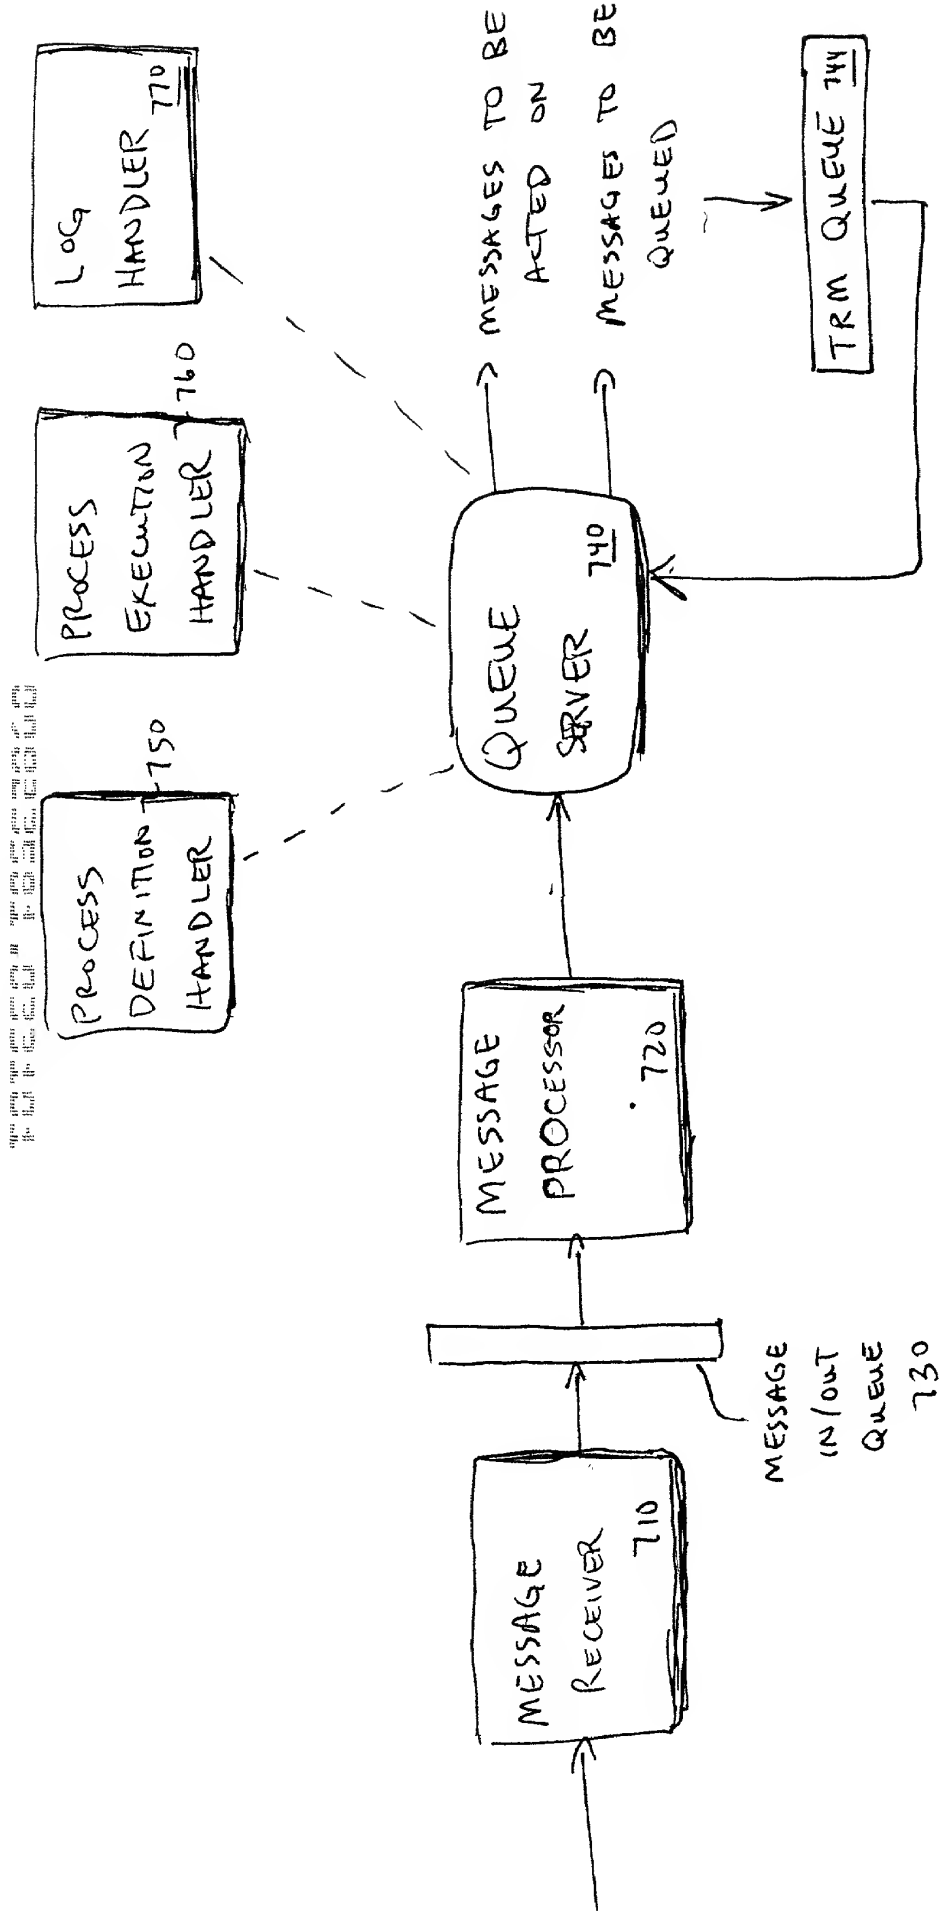 PROCESS
DEFINITION
HANDLER
750
PROCESS
EXECUTION
HANDLER
760
LOG
HANDLER
770
MESSAGE
RECEIVER
710
MESSAGE
IN/OUT
QUEUE
730
MESSAGE
PROCESSOR
720
QUEUE
SERVER
740
MESSAGES TO BE
ACTED ON
MESSAGES TO BE
QUEUED
TRM QUEUE 744